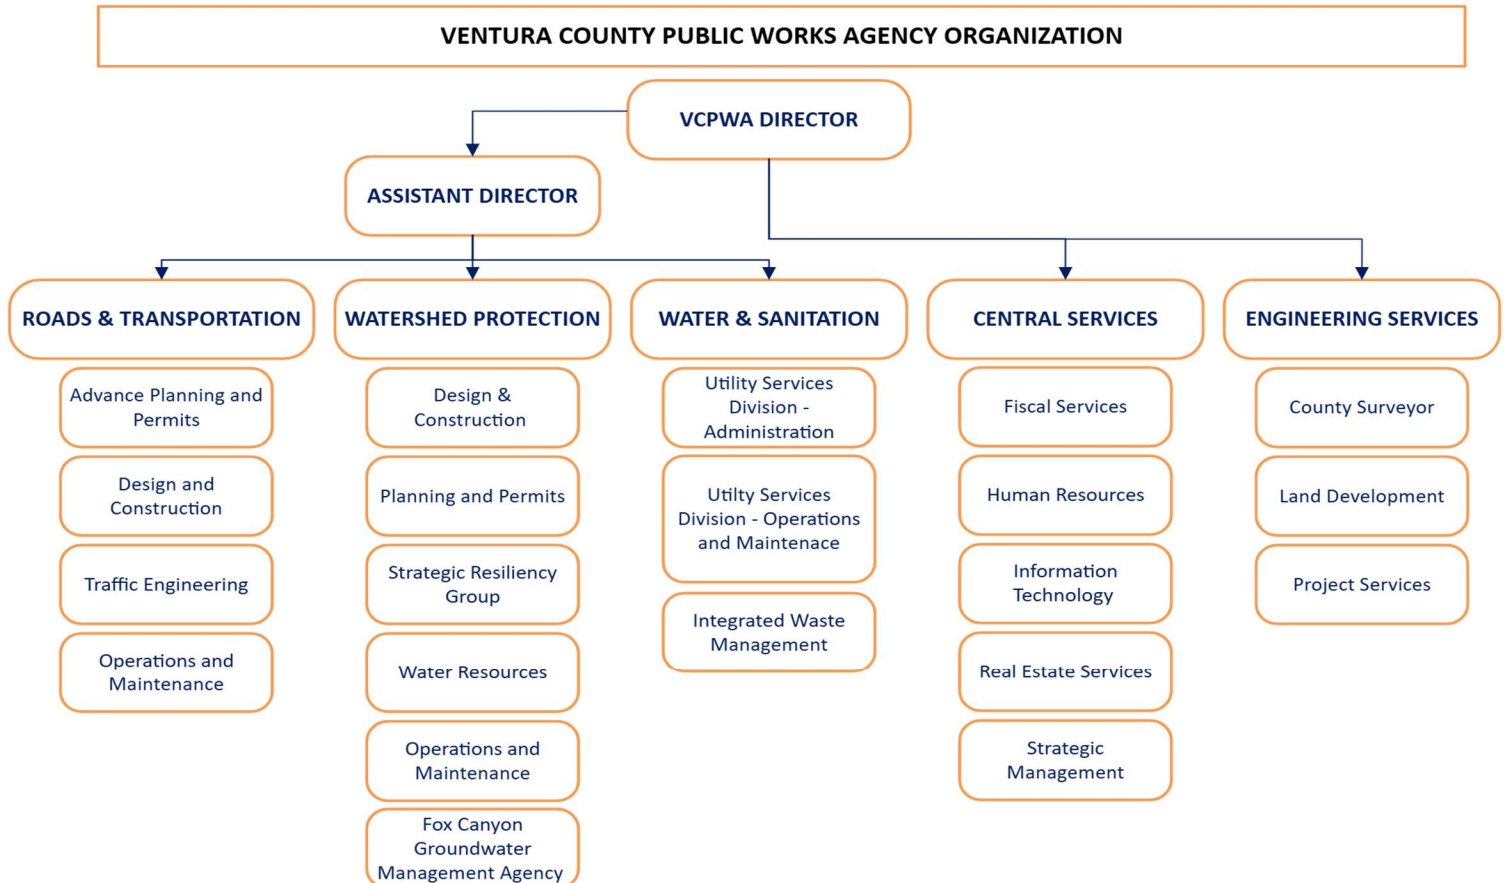 VENTURA COUNTY PUBLIC WORKS AGENCY ORGANIZATION
VCPWA DIRECTOR
ASSISTANT DIRECTOR
ROADS & TRANSPORTATION
Advance Planning and
Permits
Design and
Construction
Traffic Engineering
Operations and
Maintenance
WATERSHED PROTECTION
Design &
Construction
Planning and Permits
Strategic Resiliency
Group
Water Resources
Operations and
Maintenance
Fox Canyon
Groundwater
Management Agency
WATER & SANITATION
Utility Services
Division -
Administration
Utilty Services
Division - Operations
and Maintenace
Integrated Waste
Management
CENTRAL SERVICES
Fiscal Services
Human Resources
Information
Technology
Real Estate Services
Strategic
Management
ENGINEERING SERVICES
County Surveyor
Land Development
Project Services